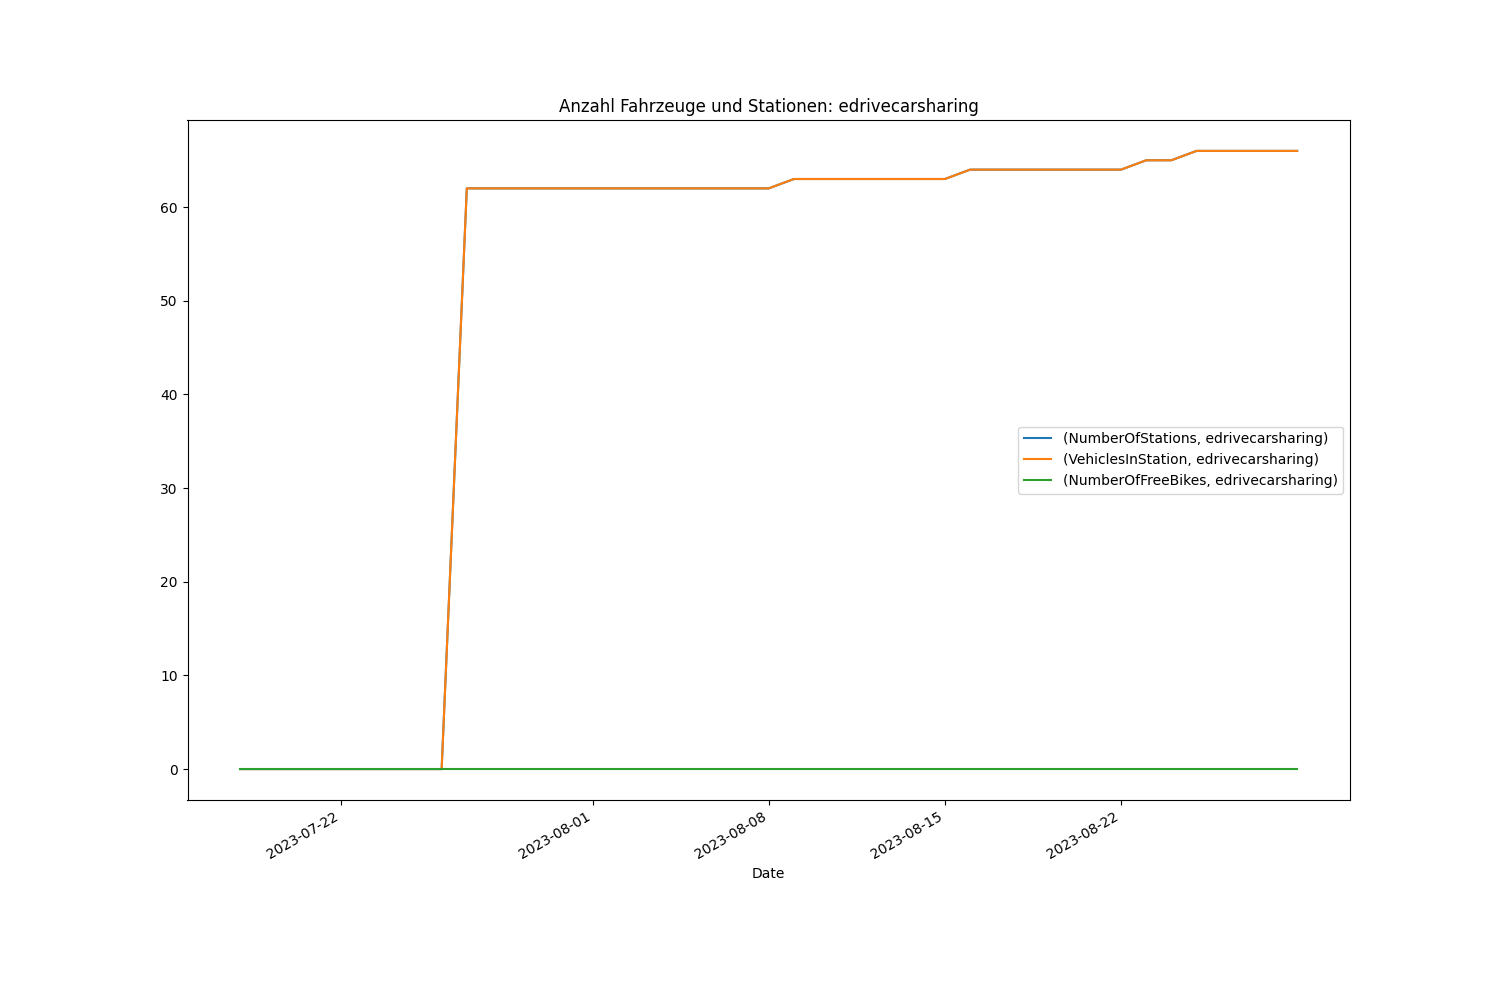 Anzahl Fahrzeuge und Stationen: edrivecarsharing
60
50
40
30
20
10
0
(NumberOfStations, edrivecarsharing)
(VehiclesInStation, edrivecarsharing)
(NumberOfFreeBikes, edrivecarsharing)
2023-07-22
2023-08-01
2023-08-08
2023-08-15
2023-08-22
Date